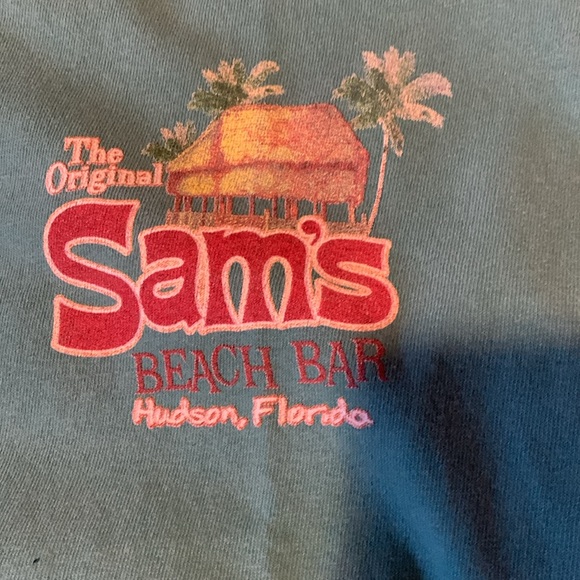 The
Original
Sam's
BEACH BAR
Hudson, Florida